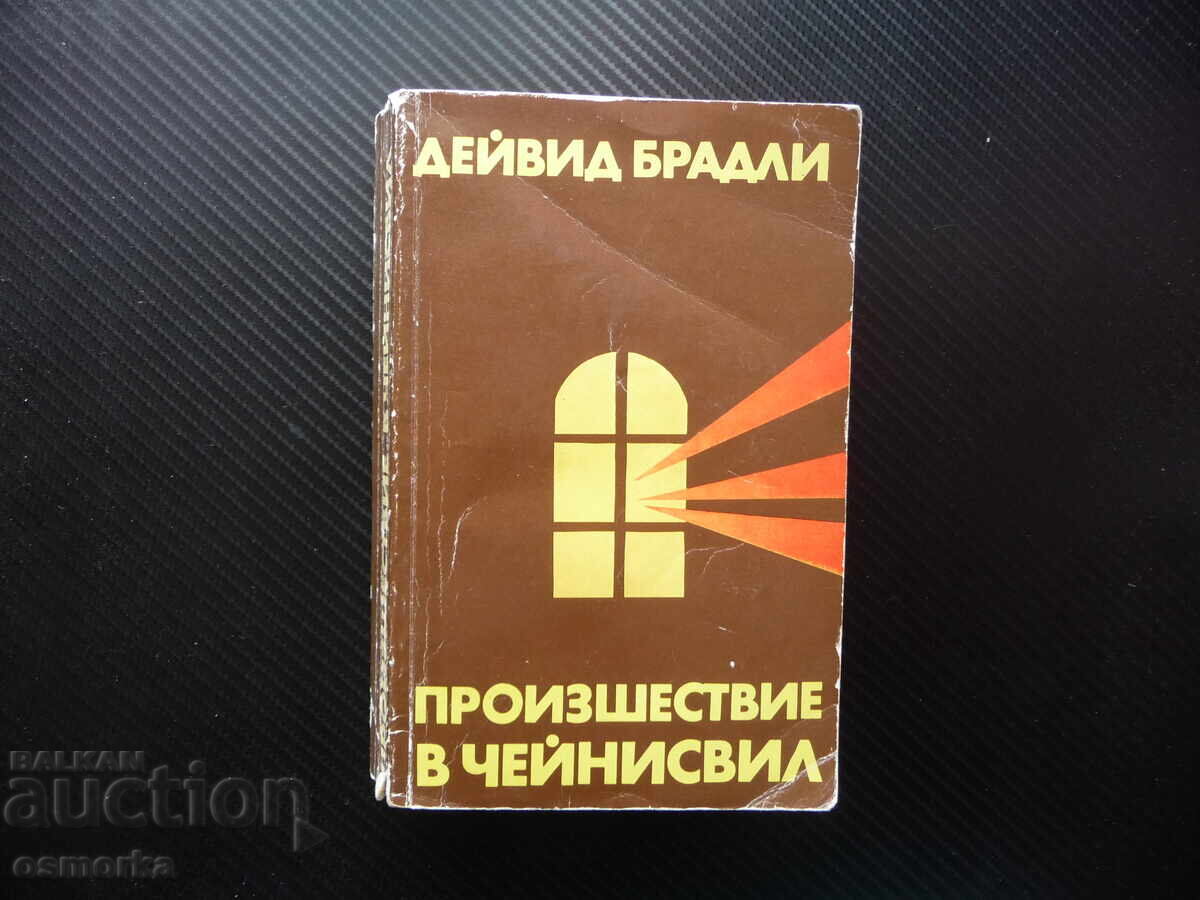 ДЕЙВИД БРАДЛИ
ПРОИЗШЕСТВИЕ
В ЧЕЙНИСВИЛ
BALKAN
auction
osmorka